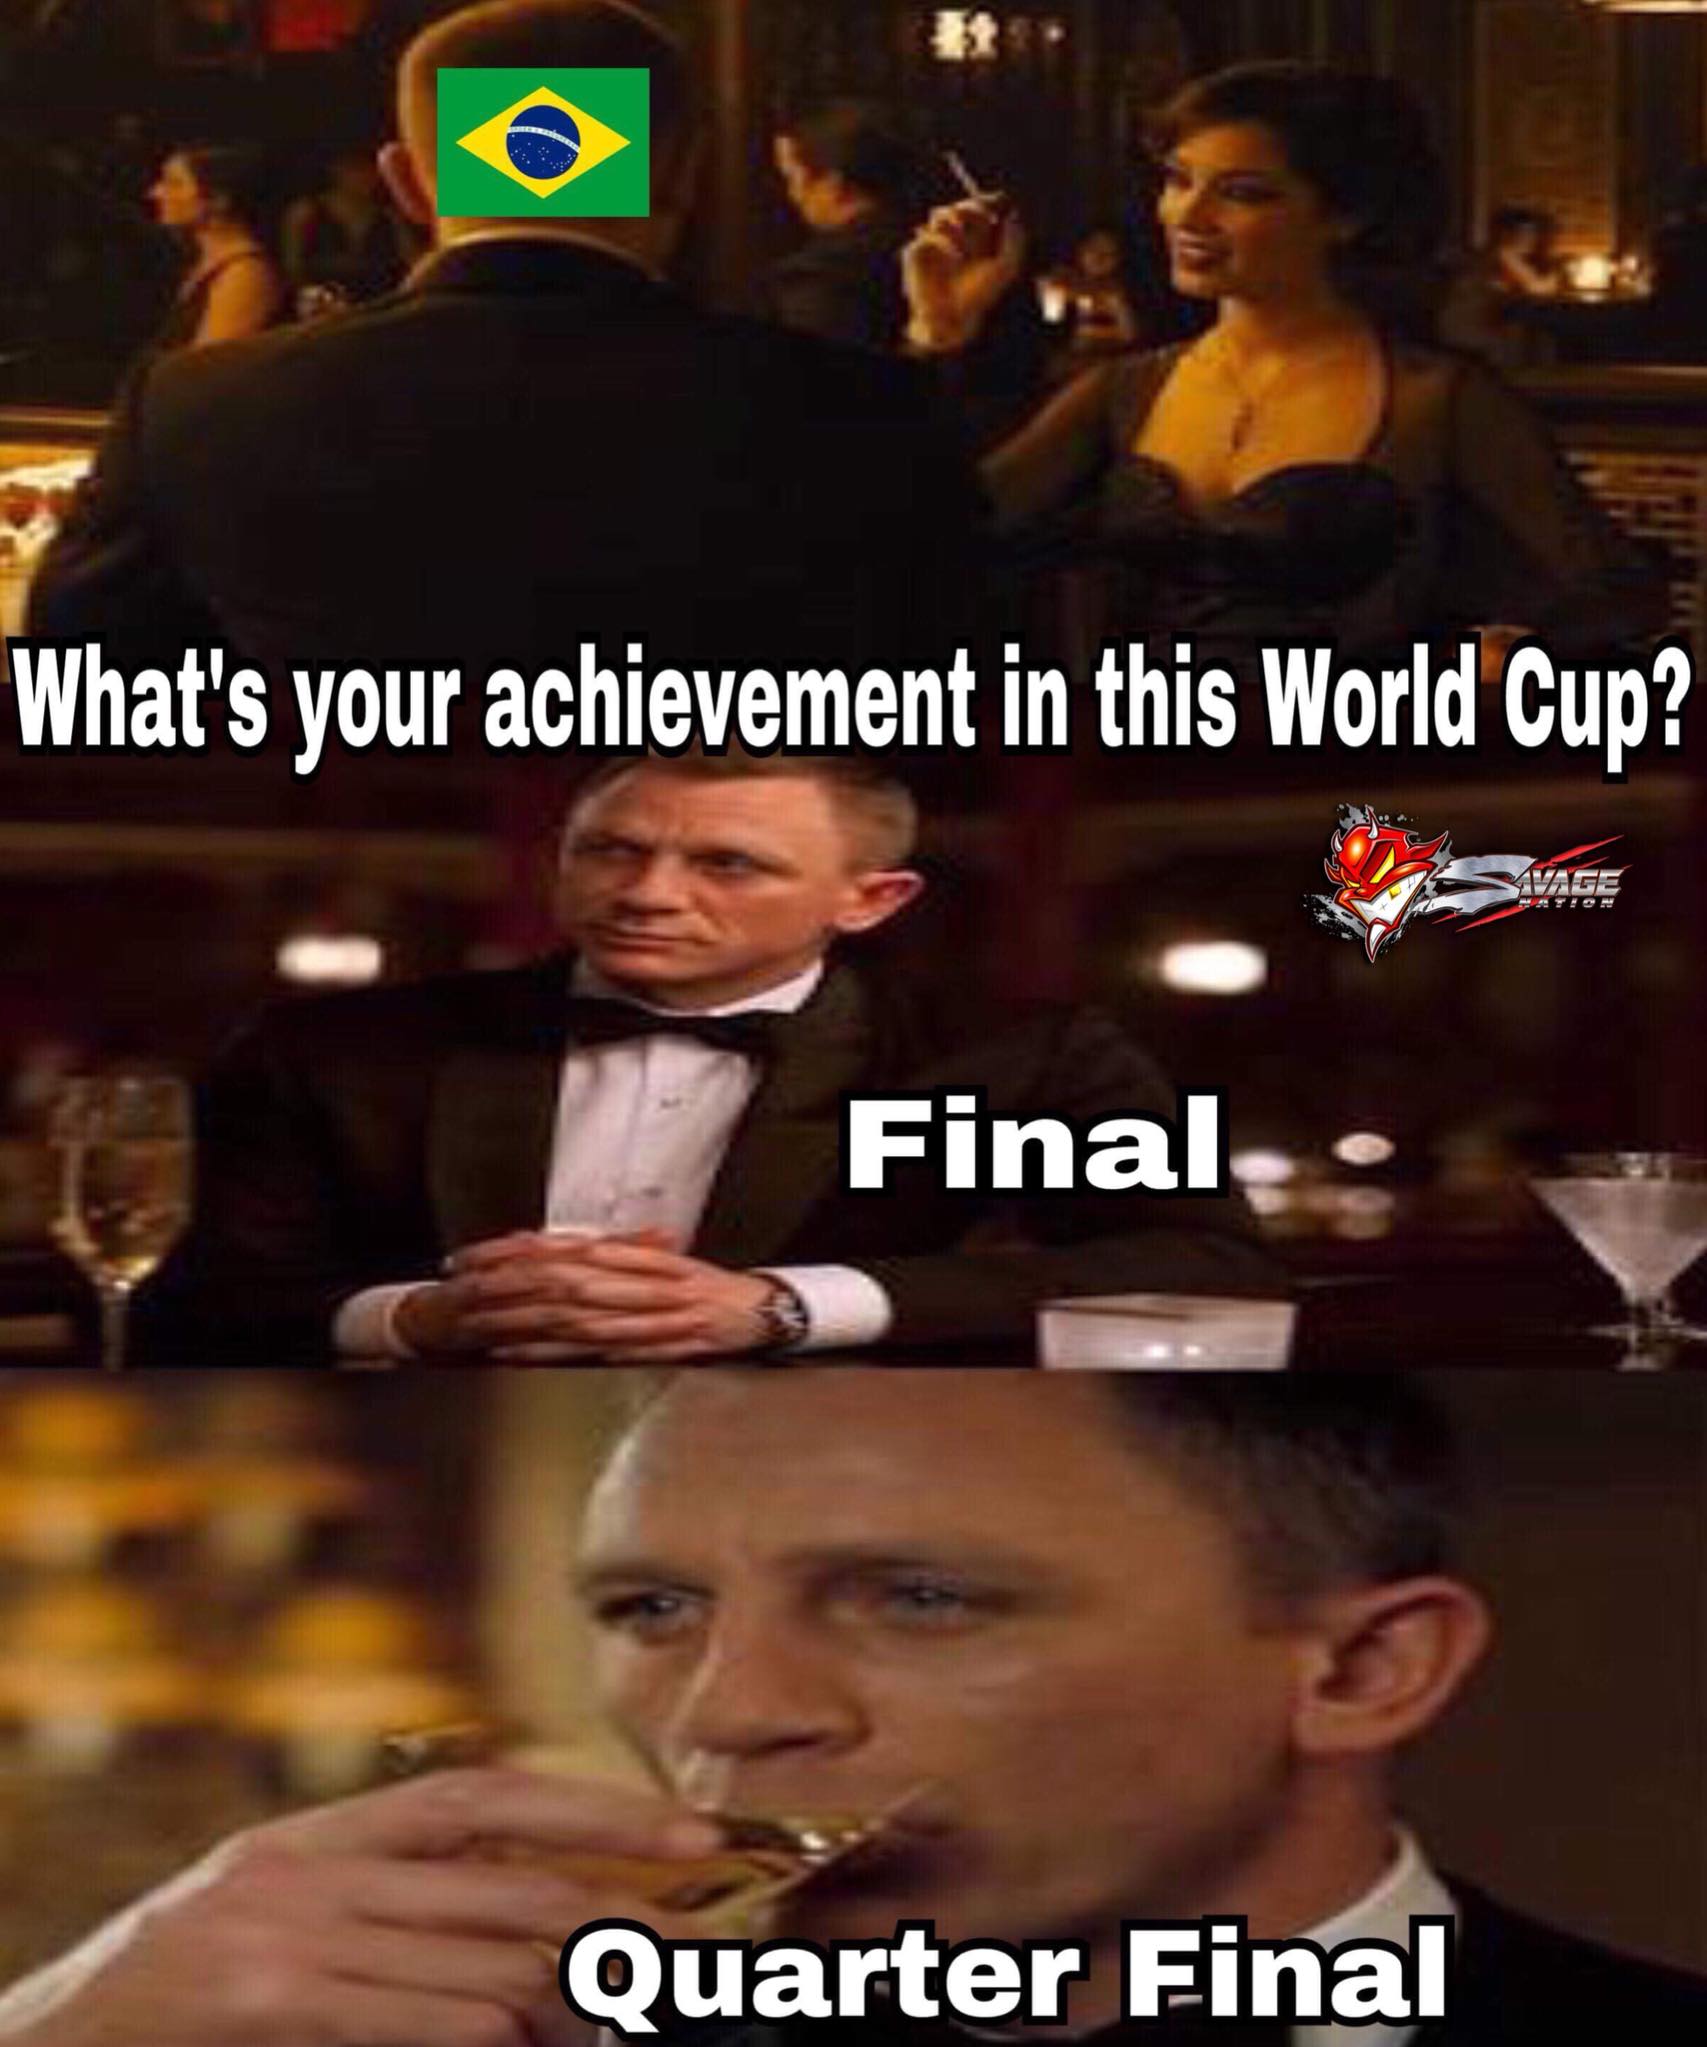 What's your achievement in this World Cup?
SAVAGE
NATION
Final
Quarter Final